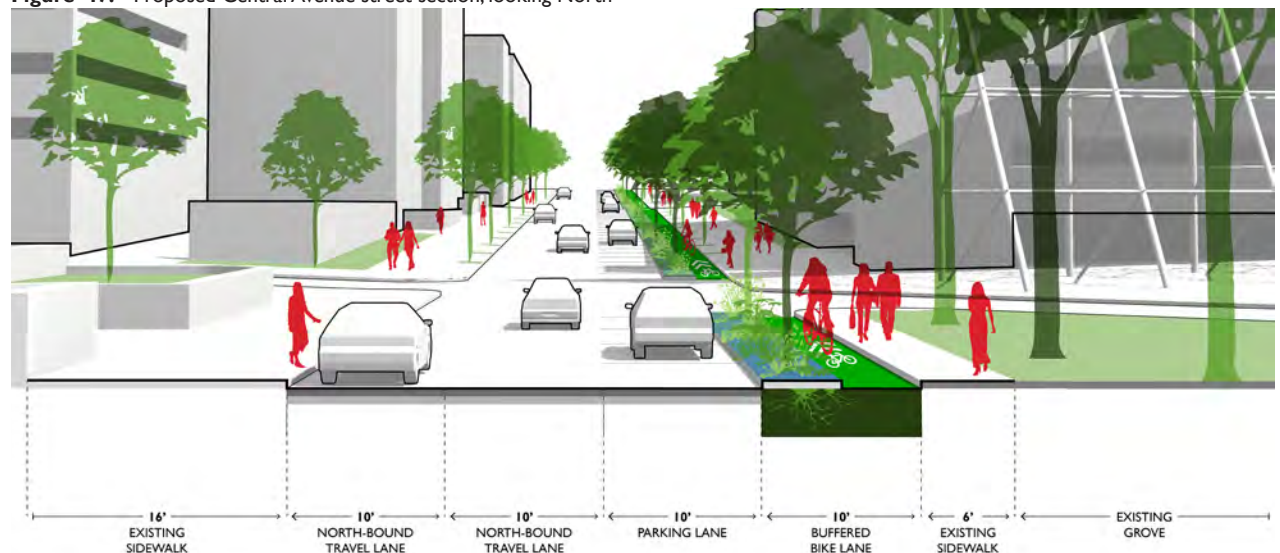 Proposed Central Avenue street section, looking North
16'
EXISTING
SIDEWALK
10'
NORTH-BOUND
TRAVEL LANE
10'
NORTH-BOUND
TRAVEL LANE
10'
PARKING LANE
10'
BUFFERED
BIKE LANE
6'
EXISTING
SIDEWALK
EXISTING
GROVE